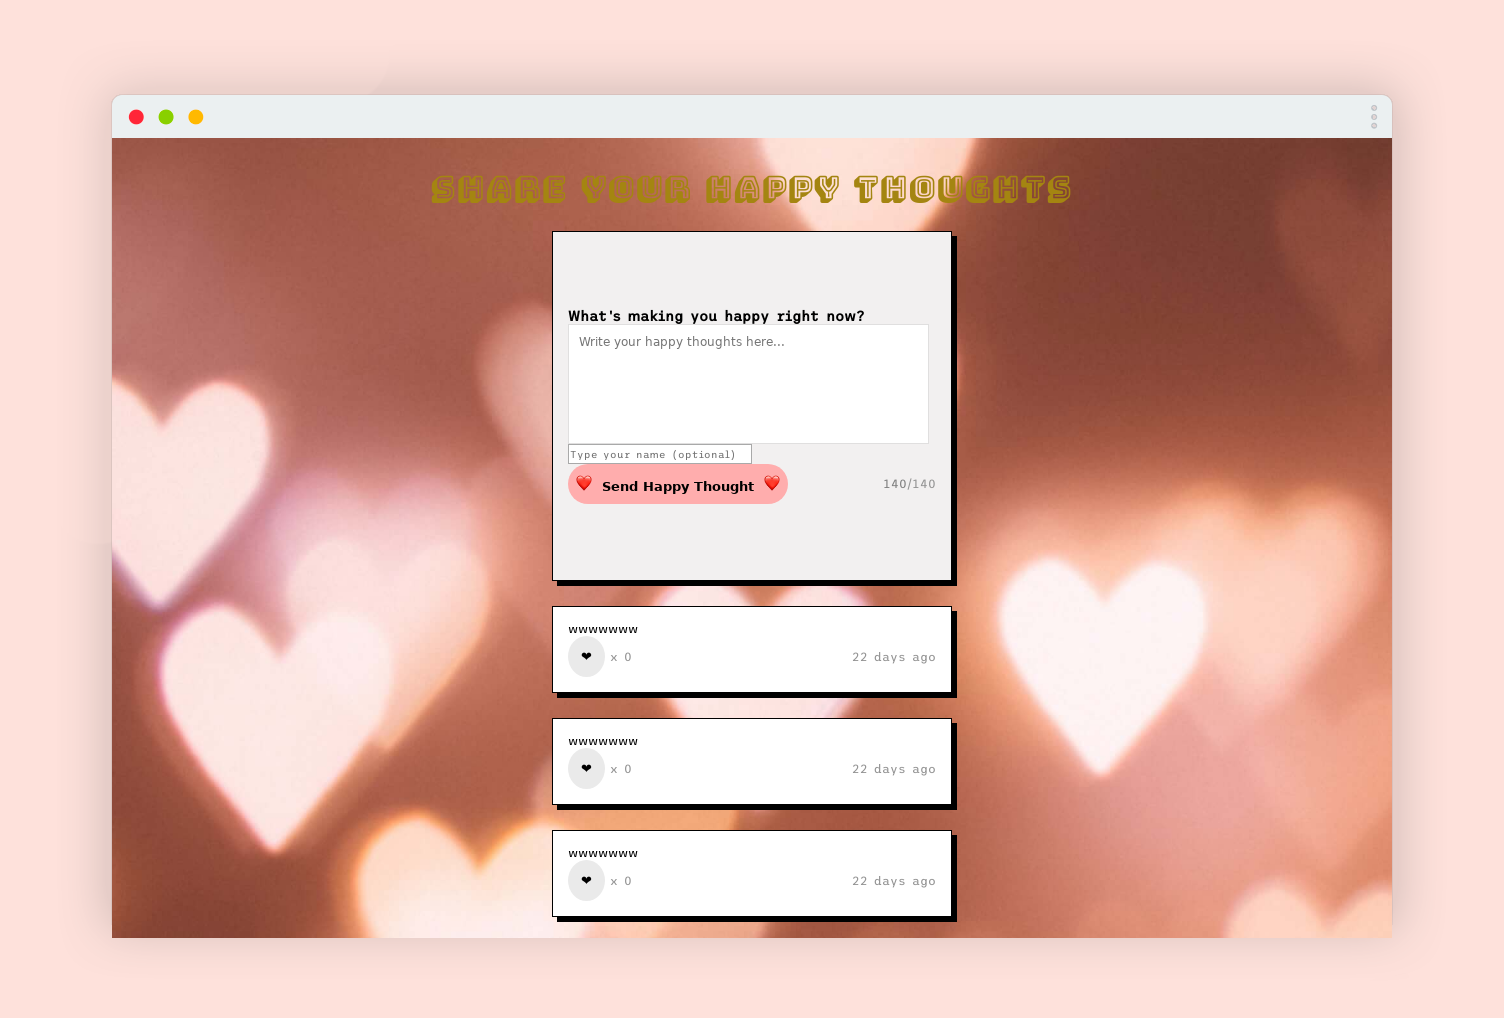 SHARE YOUR HAPPY THOUGHTS
What's making you happy right now?
Write your happy thoughts here...
Type your name (optional)
❤️ Send Happy Thought ❤️ 140/140
wwwwwww
❤ x 0 22 days ago
wwwwwww
❤ x 0 22 days ago
wwwwwww
❤ x 0 22 days ago